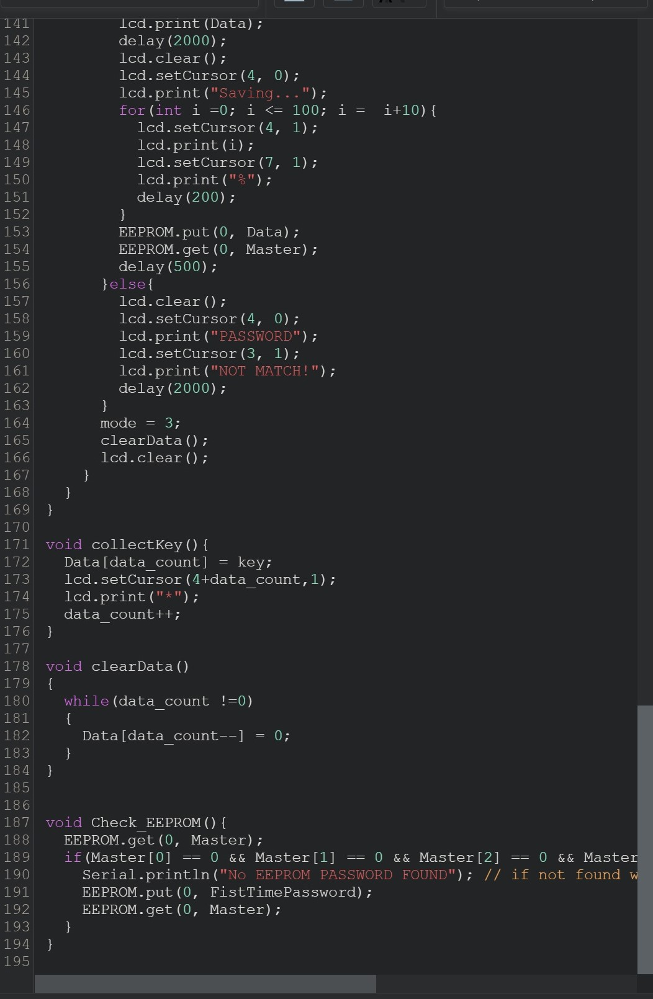 141 lcd.print(Data);
142 delay(2000);
143 lcd.clear();
144 lcd.setCursor(4, 0);
145 lcd.print("Saving...");
146 for(int i =0; i <= 100; i =  i+10){
147 lcd.setCursor(4, 1);
148 lcd.print(i);
149 lcd.setCursor(7, 1);
150 lcd.print("%");
151 delay(200);
152 }
153 EEPROM.put(0, Data);
154 EEPROM.get(0, Master);
155 delay(500);
156 }else{
157 lcd.clear();
158 lcd.setCursor(4, 0);
159 lcd.print("PASSWORD");
160 lcd.setCursor(3, 1);
161 lcd.print("NOT MATCH!");
162 delay(2000);
163 }
164 mode = 3;
165 clearData();
166 lcd.clear();
167 }
168 }
169 }
170
171 void collectKey(){
172 Data[data_count] = key;
173 lcd.setCursor(4+data_count,1);
174 lcd.print("*");
175 data_count++;
176 }
177
178 void clearData()
179 {
180 while(data_count !=0)
181 {
182 Data[data_count--] = 0;
183 }
184 }
185
186
187 void Check_EEPROM(){
188 EEPROM.get(0, Master);
189 if(Master[0] == 0 && Master[1] == 0 && Master[2] == 0 && Master
190 Serial.println("No EEPROM PASSWORD FOUND"); // if not found w
191 EEPROM.put(0, FistTimePassword);
192 EEPROM.get(0, Master);
193 }
194 }
195